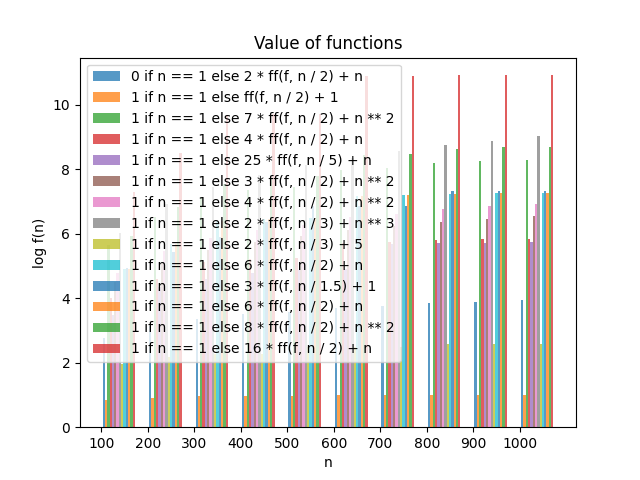 Value of functions
log f(n)
10
8
6
4
2
0
0 if n == 1 else 2 * ff(f, n / 2) + n
1 if n == 1 else ff(f, n / 2) + 1
1 if n == 1 else 7 * ff(f, n / 2) + n ** 2
1 if n == 1 else 4 * ff(f, n / 2) + n
1 if n == 1 else 25 * ff(f, n / 5) + n
1 if n == 1 else 3 * ff(f, n / 2) + n ** 2
1 if n == 1 else 4 * ff(f, n / 2) + n ** 2
1 if n == 1 else 2 * ff(f, n / 3) + n ** 3
1 if n == 1 else 2 * ff(f, n / 3) + 5
1 if n == 1 else 6 * ff(f, n / 2) + n
1 if n == 1 else 3 * ff(f, n / 1.5) + 1
1 if n == 1 else 6 * ff(f, n / 2) + n
1 if n == 1 else 8 * ff(f, n / 2) + n ** 2
1 if n == 1 else 16 * ff(f, n / 2) + n
100 200 300 400 500 600 700 800 900 1000
n